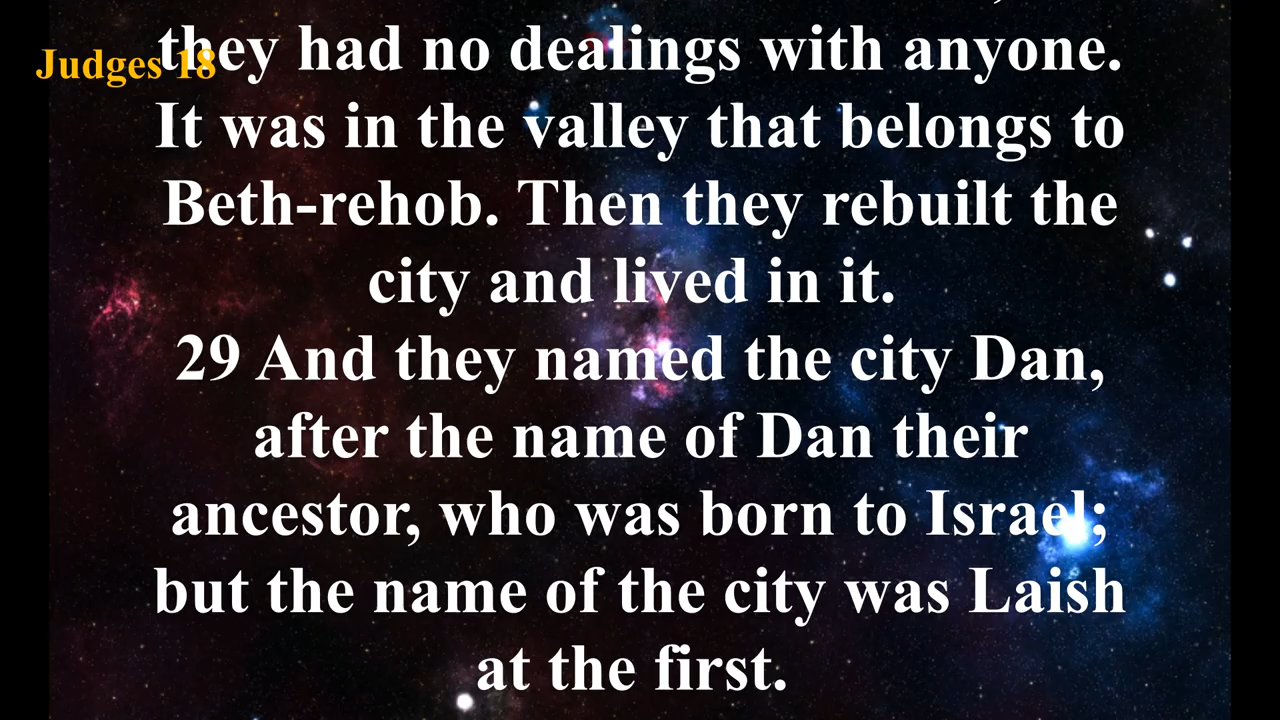 Judges 18
they had no dealings with anyone.
It was in the valley that belongs to
Beth-rehob. Then they rebuilt the
city and lived in it.
29 And they named the city Dan,
after the name of Dan their
ancestor, who was born to Israel;
but the name of the city was Laish
at the first.